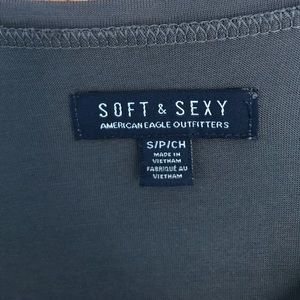 SOFT & SEXY
AMERICAN EAGLE OUTFITTERS
S/P/CH
MADE IN
VIETNAM
FABRIQUÉ AU
VIETNAM